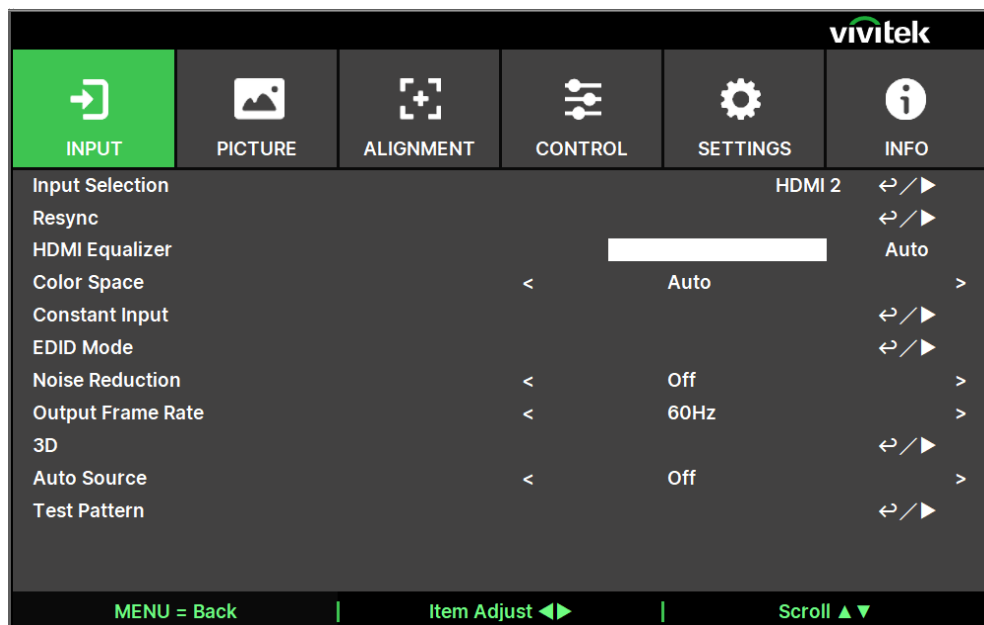 vivitek
INPUT PICTURE ALIGNMENT CONTROL SETTINGS INFO
Input Selection HDMI 2 ↩/▶
Resync ↩/▶
HDMI Equalizer Auto
Color Space < Auto >
Constant Input ↩/▶
EDID Mode ↩/▶
Noise Reduction < Off >
Output Frame Rate < 60Hz >
3D ↩/▶
Auto Source < Off >
Test Pattern ↩/▶
MENU = Back | Item Adjust ◀▶ | Scroll ▲▼